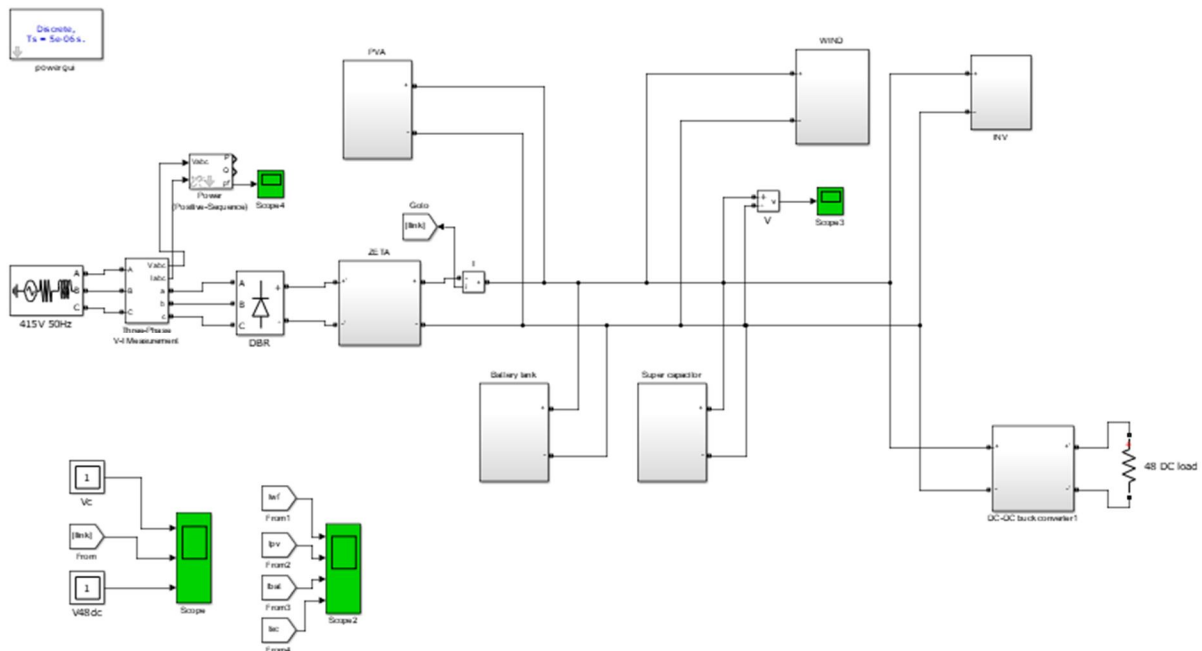 Discrete,
Ts = 5e-06 s.
powergui
PVA
WIND
INV
Vabc
P
Q
pf
Power
(Positive-Sequence)
Scope4
Goto
[Ilink]
ZETA
I
V
v
Scope3
A
B
C
415V 50Hz
A
B
C
Vabc
Iabc
a
b
c
Three-Phase
V-I Measurement
A
B
C
+
-
DBR
Battery tank
Super capacitor
DC-DC buck converter1
48 DC load
1
Vc
[Ilink]
From
1
V48dc
Scope
From1
Ipv
From2
Ibat
From3
Isc
From4
Scope2